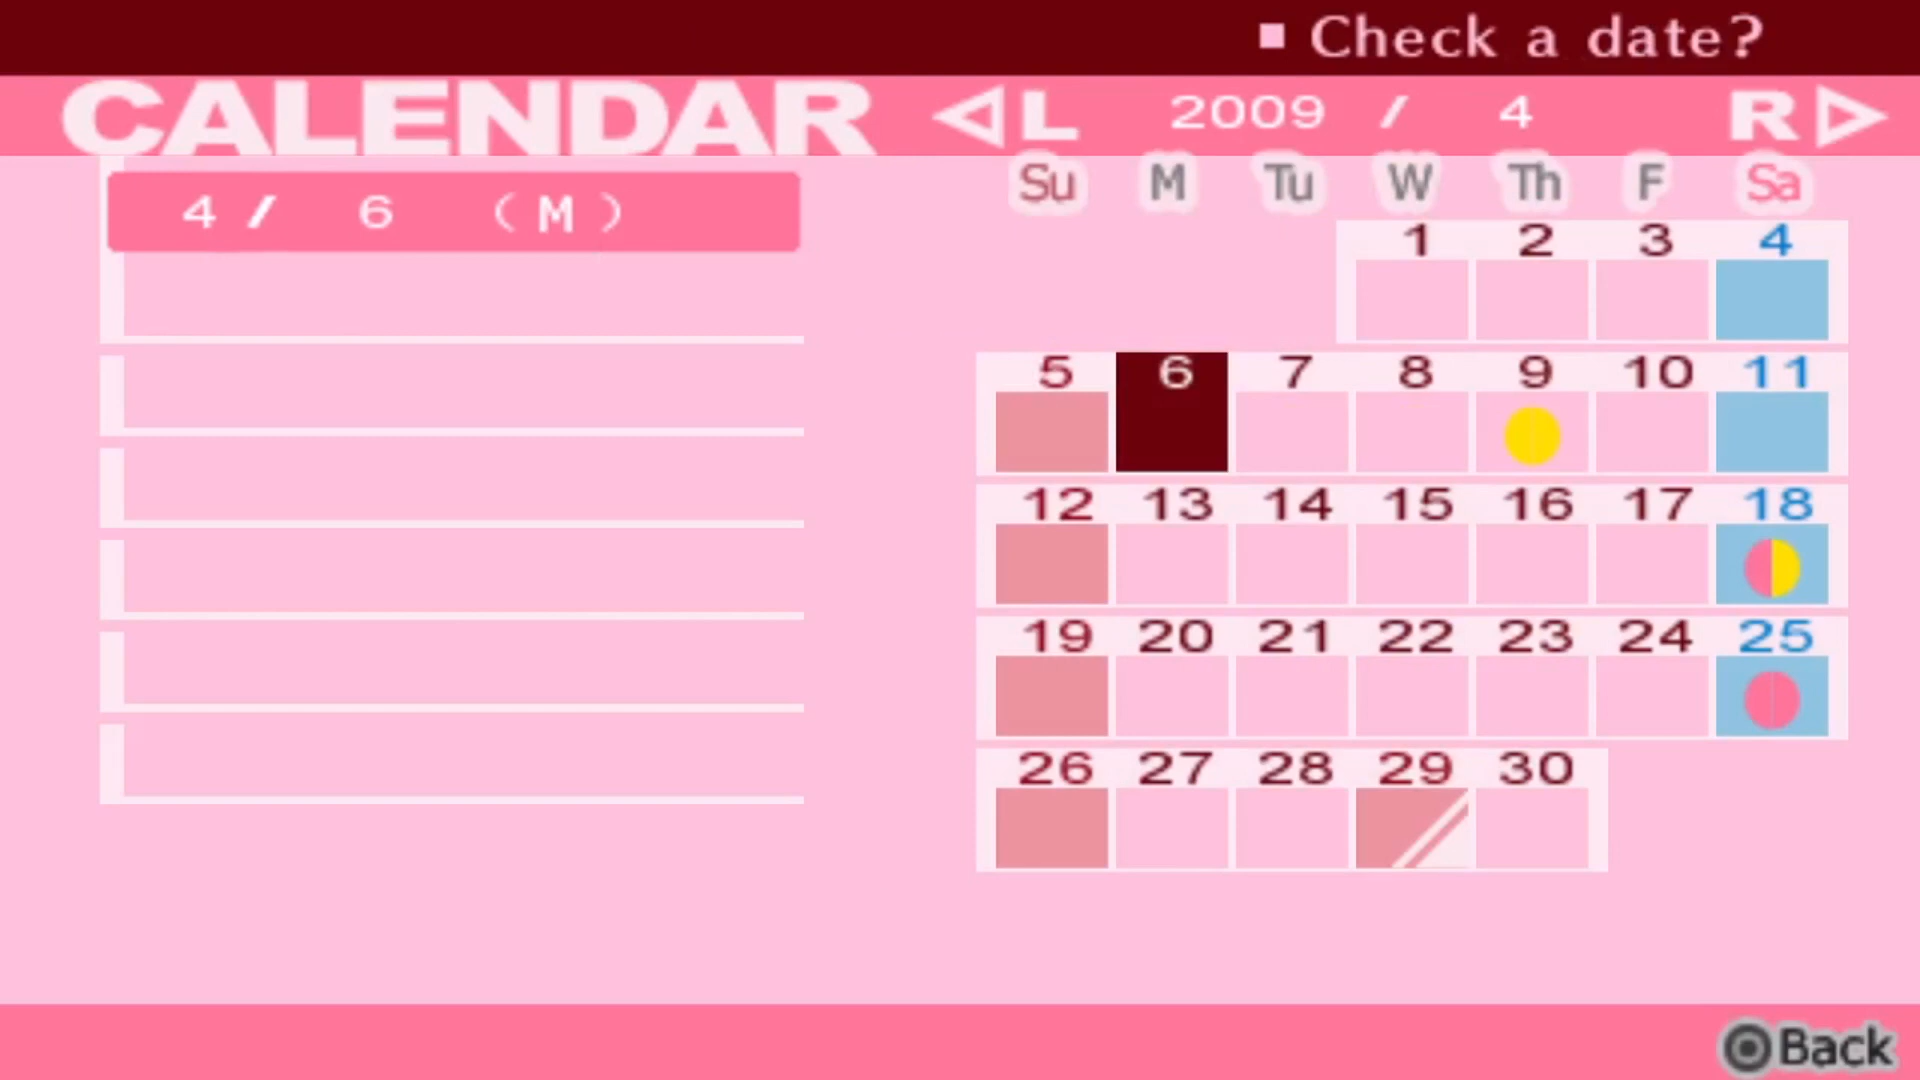 ■ Check a date?
CALENDAR ◁ L 2009 / 4 R ▷
4 / 6 (M)
Su M Tu W Th F Sa
1 2 3 4
5 6 7 8 9 10 11
12 13 14 15 16 17 18
19 20 21 22 23 24 25
26 27 28 29 30
Back